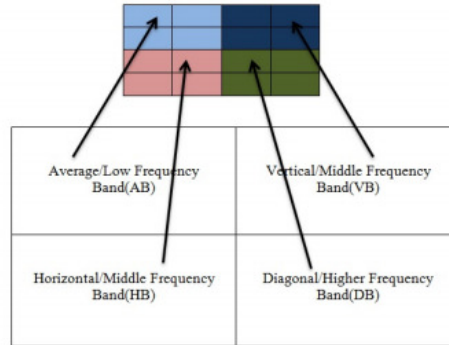 Average/Low Frequency
Band(AB)
Vertical/Middle Frequency
Band(VB)
Horizontal/Middle Frequency
Band(HB)
Diagonal/Higher Frequency
Band(DB)